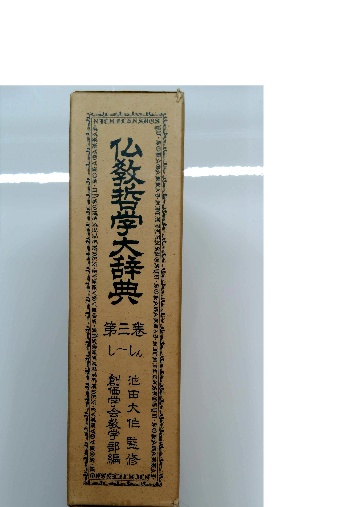 仏教哲学大辞典
第三巻
し〜しん
池田大作 監修
創価学会教学部編